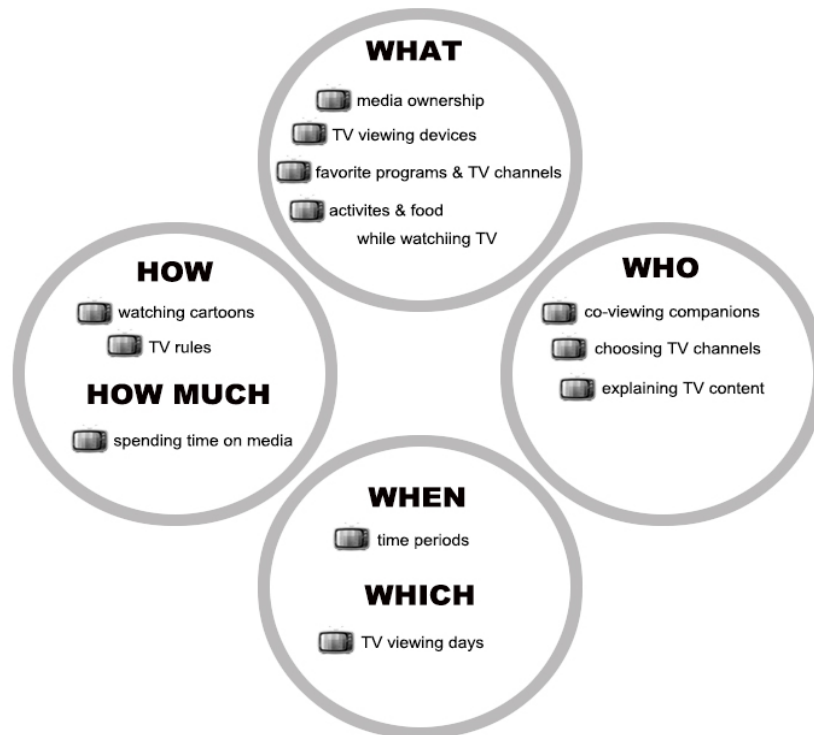 WHAT
media ownership
TV viewing devices
favorite programs & TV channels
activites & food
while watchiing TV
HOW
watching cartoons
TV rules
HOW MUCH
spending time on media
WHO
co-viewing companions
choosing TV channels
explaining TV content
WHEN
time periods
WHICH
TV viewing days